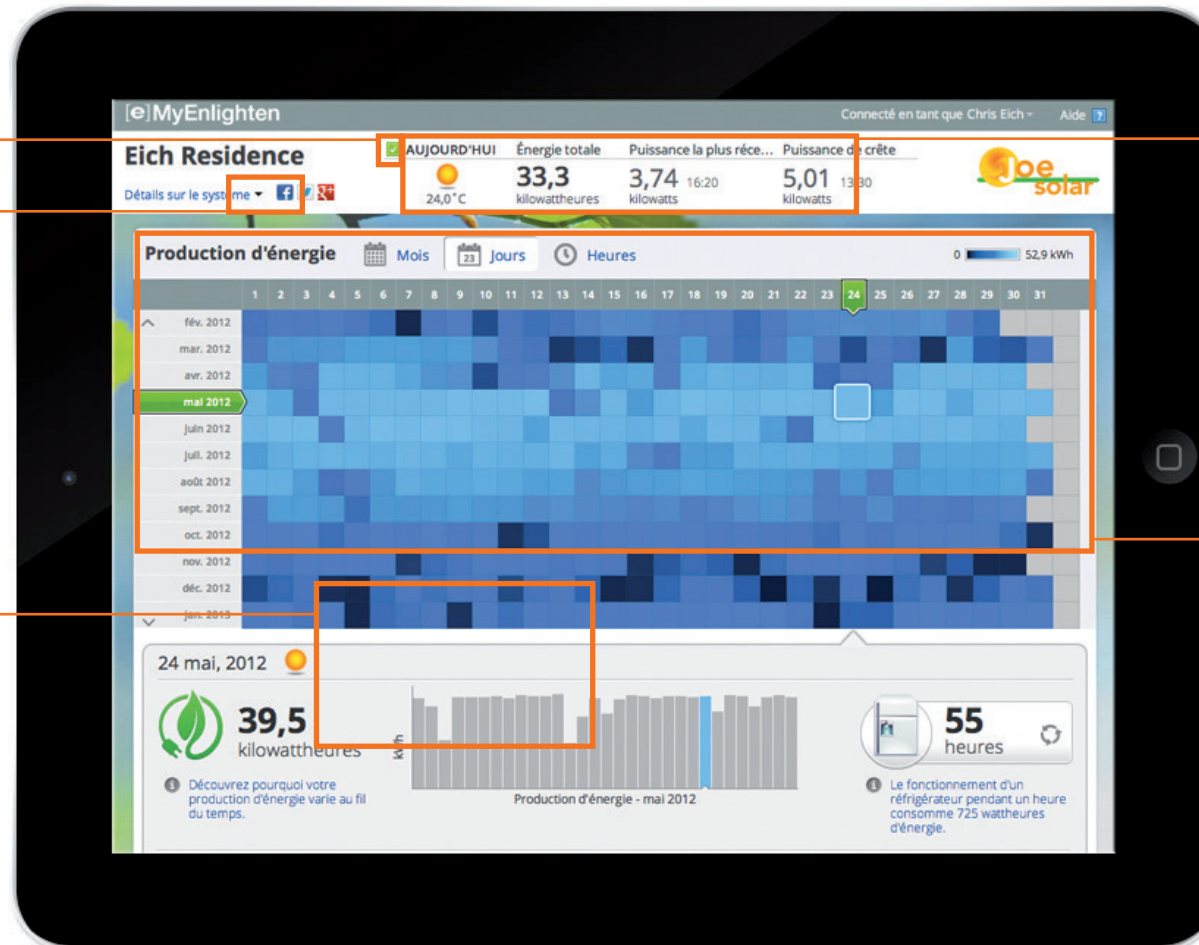 [e]MyEnlighten
Connecté en tant que Chris Eich Aide ?
Eich Residence
Détails sur le système
AUJOURD'HUI Énergie totale Puissance la plus réce... Puissance de crête
24,0°C
33,3
kilowattheures
3,74 16:20
kilowatts
5,01 13:30
kilowatts
Joe
solar
Production d'énergie Mois 23 Jours Heures 0 52,9 kWh
1 2 3 4 5 6 7 8 9 10 11 12 13 14 15 16 17 18 19 20 21 22 23 24 25 26 27 28 29 30 31
fév. 2012
mar. 2012
avr. 2012
mai 2012
juin 2012
juil. 2012
août 2012
sept. 2012
oct. 2012
nov. 2012
déc. 2012
jan. 2013
24 mai, 2012
39,5
kilowattheures
Découvrez pourquoi votre
production d'énergie varie au fil
du temps.
kWh
Production d'énergie - mai 2012
55
heures
Le fonctionnement d'un
réfrigérateur pendant un heure
consomme 725 wattheures
d'énergie.